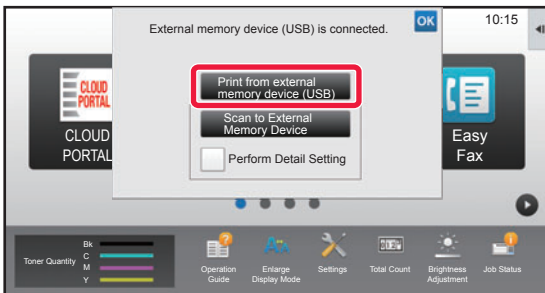 External memory device (USB) is connected.
OK
10:15
Print from external
memory device (USB)
Scan to External
Memory Device
Perform Detail Setting
CLOUD
PORTAL
CLOUD
PORTAL
Easy
Fax
Toner Quantity
Bk
C
M
Y
Operation
Guide
Enlarge
Display Mode
Settings
Total Count
Brightness
Adjustment
Job Status